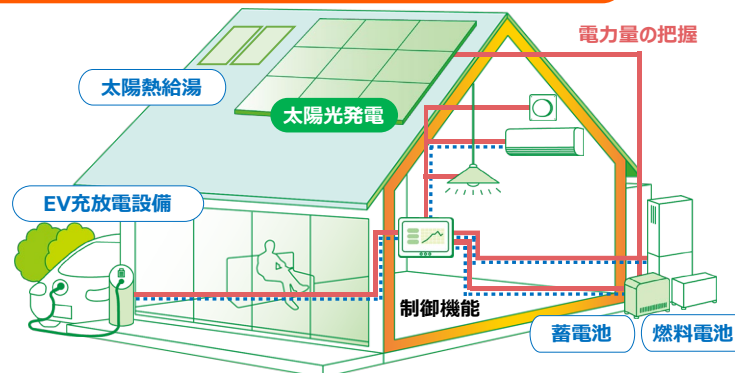 電力量の把握
太陽熱給湯
太陽光発電
EV充放電設備
制御機能
蓄電池
燃料電池